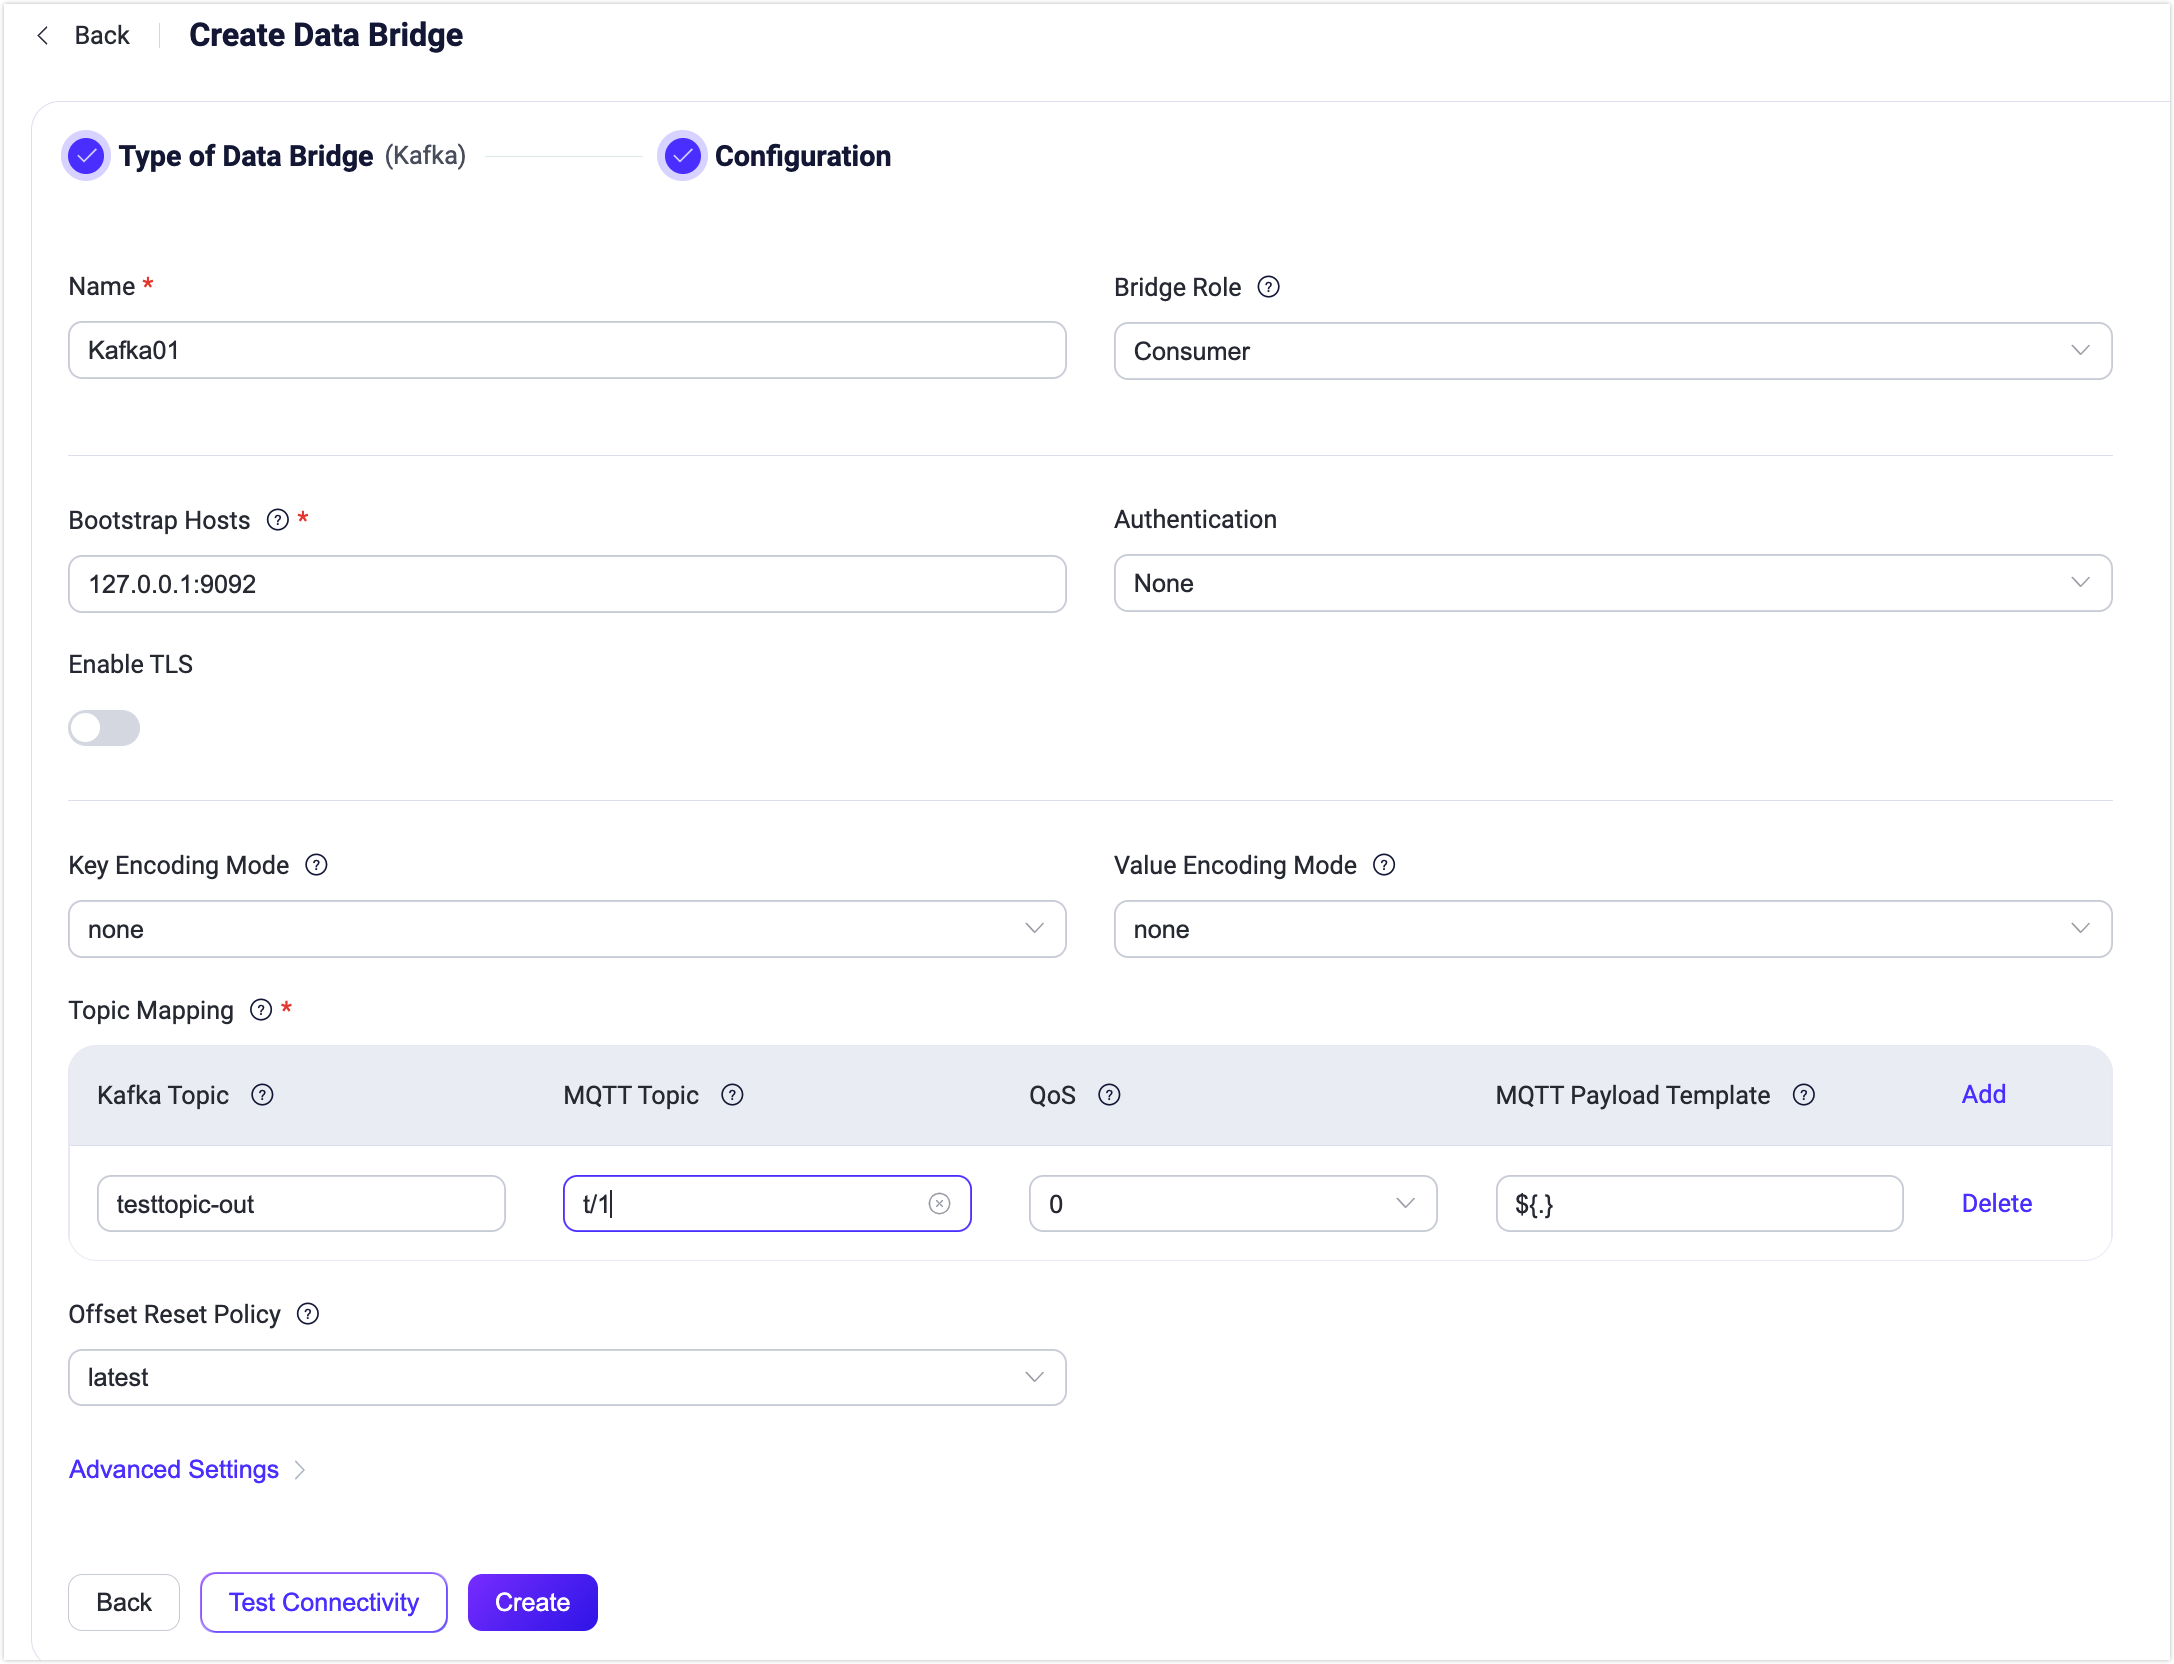 Back Create Data Bridge
Type of Data Bridge (Kafka) Configuration
Name * Bridge Role ?
Kafka01 Consumer
Bootstrap Hosts ? * Authentication
127.0.0.1:9092 None
Enable TLS
Key Encoding Mode ? Value Encoding Mode ?
none none
Topic Mapping ? *
Kafka Topic ? MQTT Topic ? QoS ? MQTT Payload Template ? Add
testtopic-out t/1 0 ${.} Delete
Offset Reset Policy ?
latest
Advanced Settings
Back Test Connectivity Create